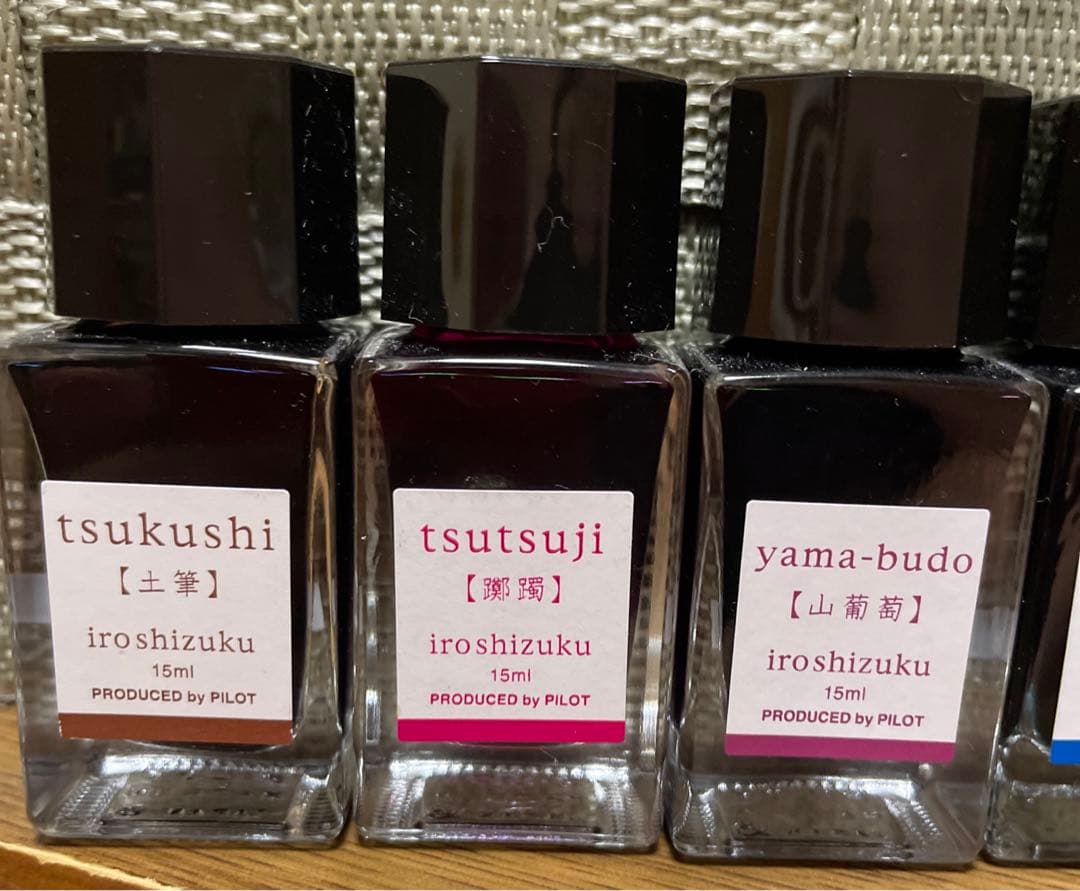 tsukushi
【土筆】
iroshizuku
15ml
PRODUCED by PILOT
tsutsuji
【躑躅】
iroshizuku
15ml
PRODUCED by PILOT
yama-budo
【山葡萄】
iroshizuku
15ml
PRODUCED by PILOT